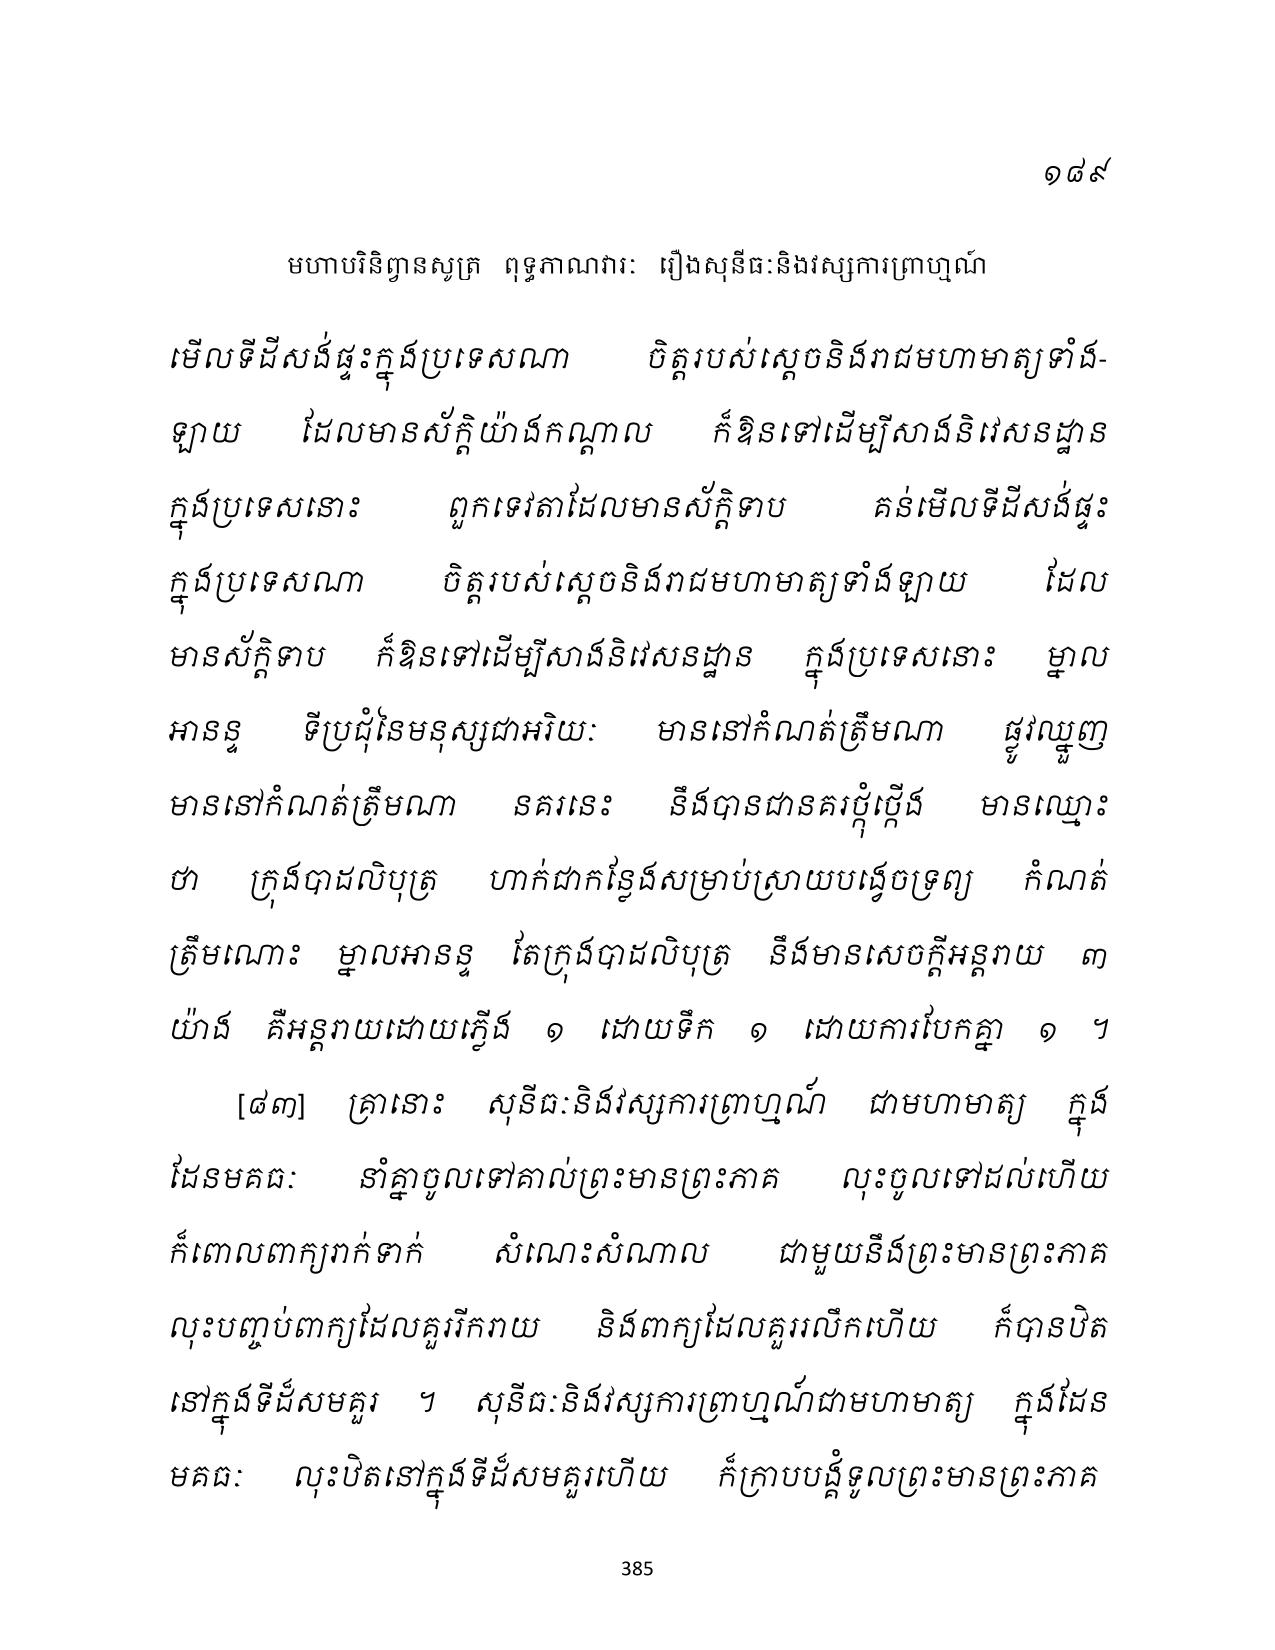 ១៨៩
មហាបរិនិព្វានសូត្រ ពុទ្ធភាណវារៈ រឿងសុនីធៈនិងវស្សការព្រាហ្មណ៍
មើលទីដីសង់ផ្ទះក្នុងប្រទេសណា ចិត្តរបស់ស្តេចនិងរាជមហាមាត្យទាំង-
ឡាយ ដែលមានស័ក្តិយ៉ាងកណ្តាល ក៏ឱនទៅដើម្បីសាងនិវេសនដ្ឋាន
ក្នុងប្រទេសនោះ ពួកទេវតាដែលមានស័ក្តិទាប គន់មើលទីដីសង់ផ្ទះ
ក្នុងប្រទេសណា ចិត្តរបស់ស្តេចនិងរាជមហាមាត្យទាំងឡាយ ដែល
មានស័ក្តិទាប ក៏ឱនទៅដើម្បីសាងនិវេសនដ្ឋាន ក្នុងប្រទេសនោះ ម្នាល
អានន្ទ ទីប្រជុំនៃមនុស្សជាអរិយៈ មាននៅកំណត់ត្រឹមណា ផ្លូវឈ្នួញ
មាននៅកំណត់ត្រឹមណា នគរនេះ នឹងបានជានគរថ្កុំថ្កើង មានឈ្មោះ
ថា ក្រុងបាដលិបុត្រ ហាក់ជាកន្លែងសម្រាប់ស្រាយបង្វេចទ្រព្យ កំណត់
ត្រឹមណោះ ម្នាលអានន្ទ តែក្រុងបាដលិបុត្រ នឹងមានសេចក្តីអន្តរាយ ៣
យ៉ាង គឺអន្តរាយដោយភ្លើង ១ ដោយទឹក ១ ដោយការបែកគ្នា ១ ។
[៨៣] គ្រានោះ សុនីធៈនិងវស្សការព្រាហ្មណ៍ ជាមហាមាត្យ ក្នុង
ដែនមគធៈ នាំគ្នាចូលទៅគាល់ព្រះមានព្រះភាគ លុះចូលទៅដល់ហើយ
ក៏ពោលពាក្យរាក់ទាក់ សំណេះសំណាល ជាមួយនឹងព្រះមានព្រះភាគ
លុះបញ្ចប់ពាក្យដែលគួររីករាយ និងពាក្យដែលគួររលឹកហើយ ក៏បានឋិត
នៅក្នុងទីដ៏សមគួរ ។ សុនីធៈនិងវស្សការព្រាហ្មណ៍ជាមហាមាត្យ ក្នុងដែន
មគធៈ លុះឋិតនៅក្នុងទីដ៏សមគួរហើយ ក៏ក្រាបបង្គំទូលព្រះមានព្រះភាគ
385